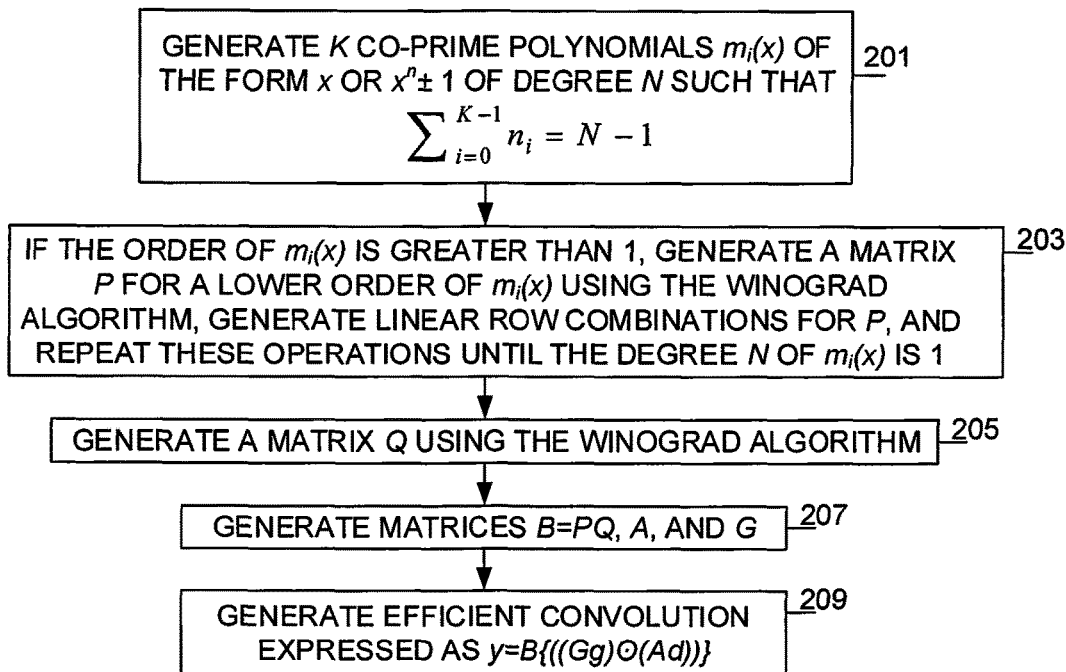 GENERATE K CO-PRIME POLYNOMIALS mᵢ(x) OF
THE FORM x OR xⁿ± 1 OF DEGREE N SUCH THAT
∑ᵢ₌₀ᴷ⁻¹ nᵢ = N − 1
201
IF THE ORDER OF mᵢ(x) IS GREATER THAN 1, GENERATE A MATRIX
P FOR A LOWER ORDER OF mᵢ(x) USING THE WINOGRAD
ALGORITHM, GENERATE LINEAR ROW COMBINATIONS FOR P, AND
REPEAT THESE OPERATIONS UNTIL THE DEGREE N OF mᵢ(x) IS 1
203
GENERATE A MATRIX Q USING THE WINOGRAD ALGORITHM
205
GENERATE MATRICES B=PQ, A, AND G
207
GENERATE EFFICIENT CONVOLUTION
EXPRESSED AS y=B{((Gg)⊙(Ad))}
209